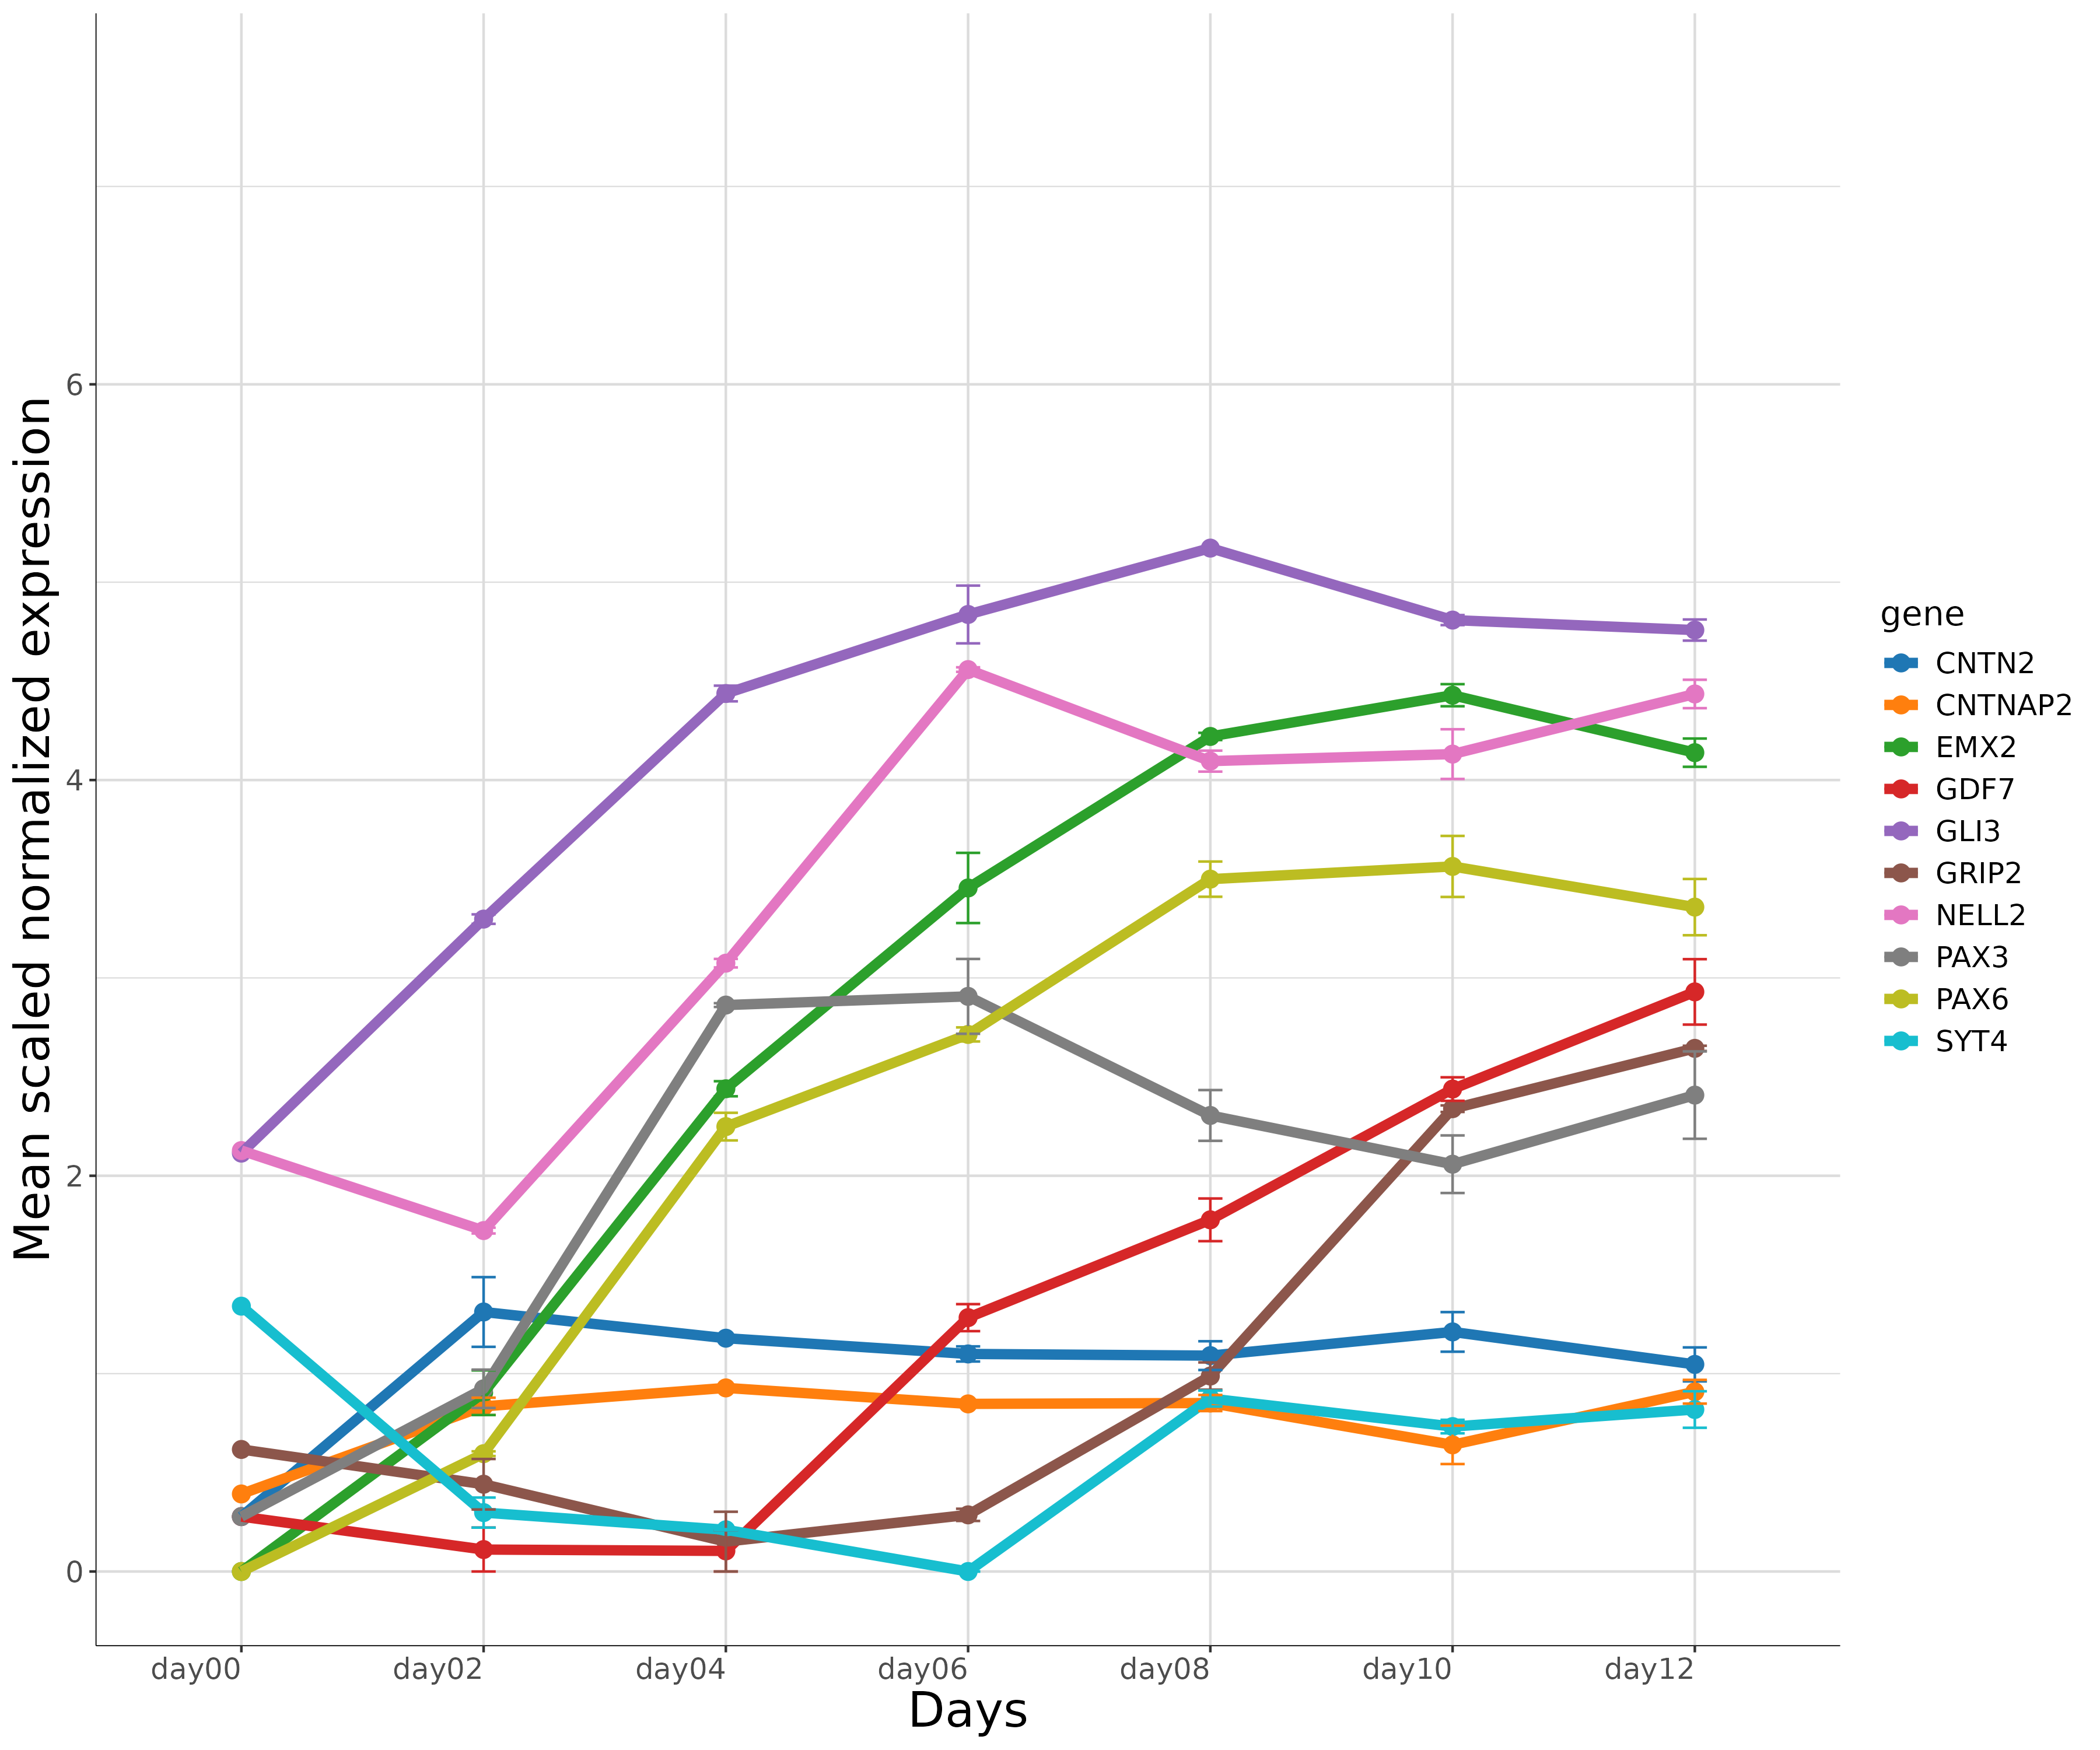 Mean scaled normalized expression
6
4
2
0
day00 day02 day04 day06 day08 day10 day12
Days
gene
CNTN2
CNTNAP2
EMX2
GDF7
GLI3
GRIP2
NELL2
PAX3
PAX6
SYT4